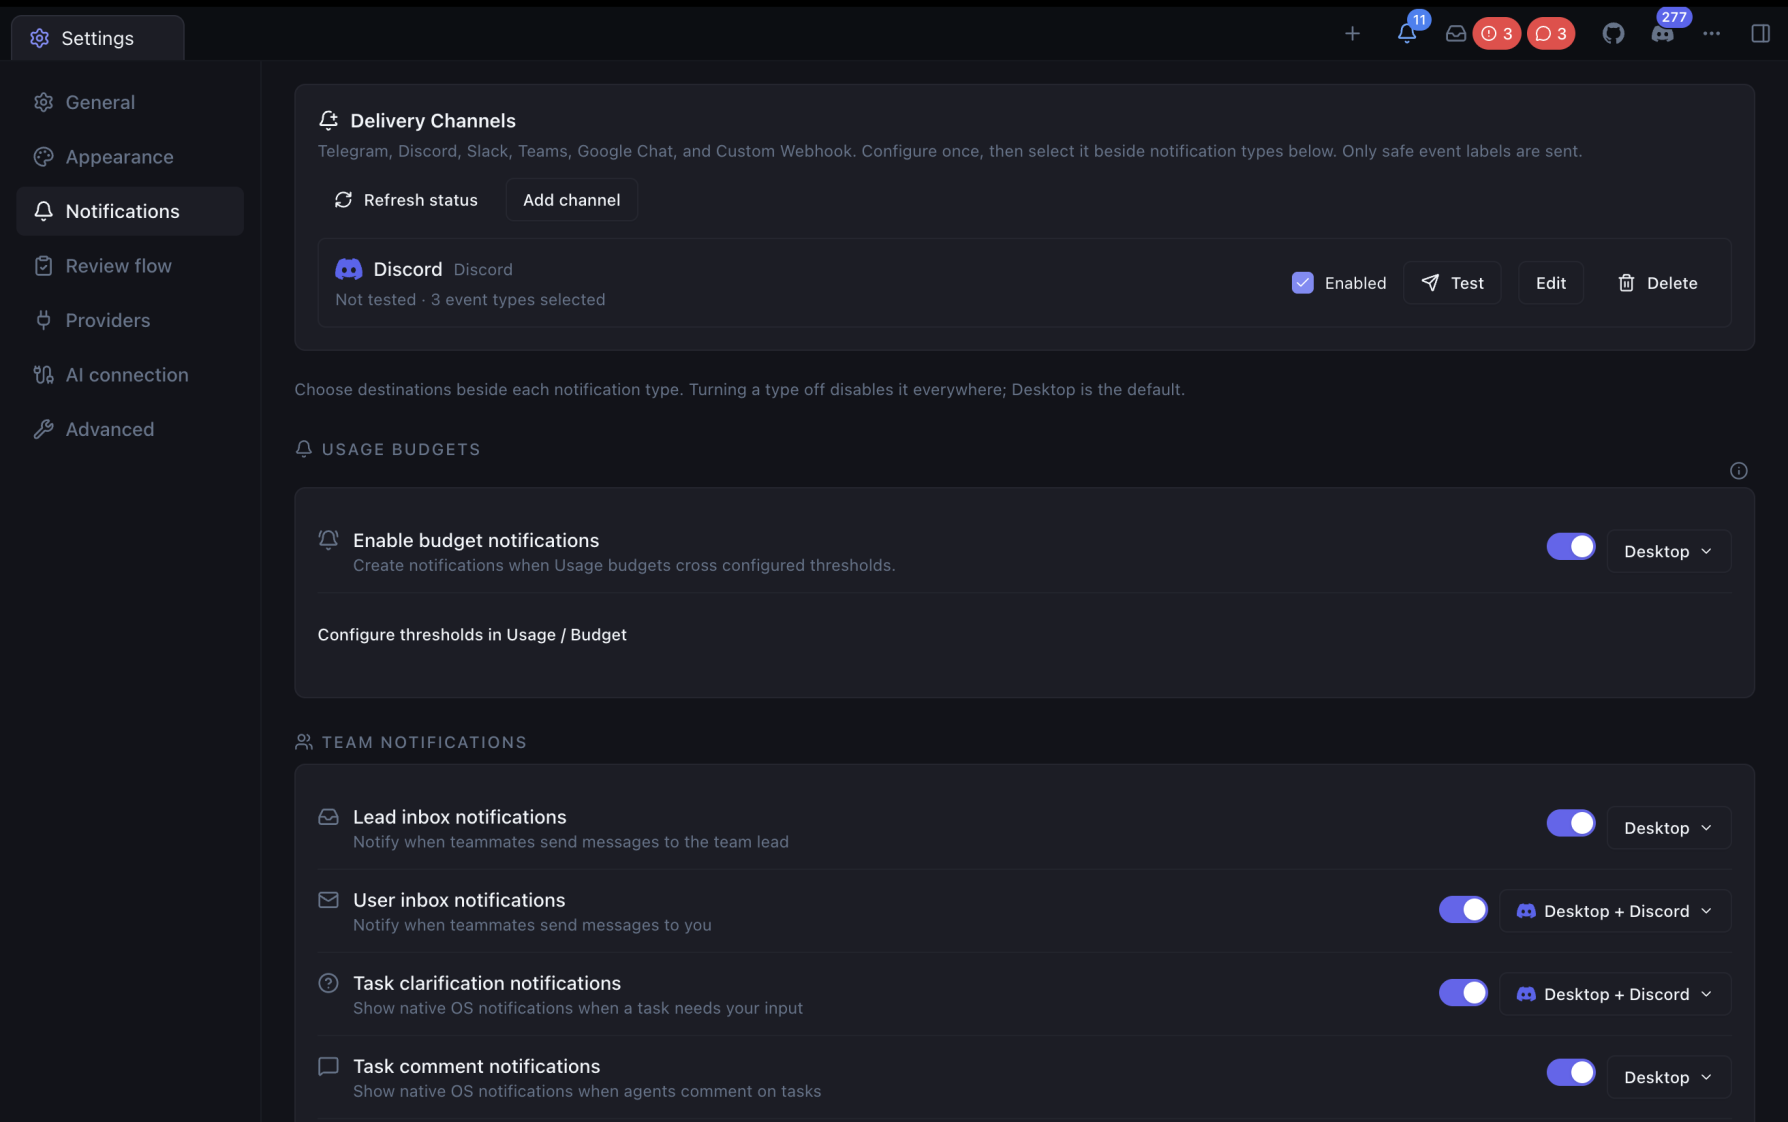 Settings
11
3
3
277
General
Appearance
Notifications
Review flow
Providers
AI connection
Advanced
Delivery Channels
Telegram, Discord, Slack, Teams, Google Chat, and Custom Webhook. Configure once, then select it beside notification types below. Only safe event labels are sent.
Refresh status
Add channel
Discord Discord
Not tested · 3 event types selected
Enabled
Test
Edit
Delete
Choose destinations beside each notification type. Turning a type off disables it everywhere; Desktop is the default.
USAGE BUDGETS
Enable budget notifications
Create notifications when Usage budgets cross configured thresholds.
Desktop
Configure thresholds in Usage / Budget
TEAM NOTIFICATIONS
Lead inbox notifications
Notify when teammates send messages to the team lead
Desktop
User inbox notifications
Notify when teammates send messages to you
Desktop + Discord
Task clarification notifications
Show native OS notifications when a task needs your input
Desktop + Discord
Task comment notifications
Show native OS notifications when agents comment on tasks
Desktop